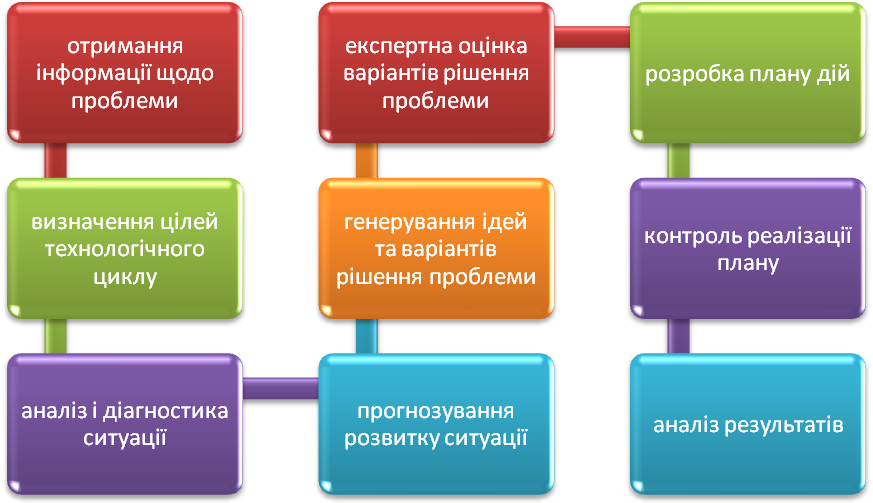 отримання
інформації щодо
проблеми
визначення цілей
технологічного
циклу
аналіз і діагностика
ситуації
прогнозування
розвитку ситуації
генерування ідей
та варіантів
рішення проблеми
експертна оцінка
варіантів рішення
проблеми
розробка плану дій
контроль реалізації
плану
аналіз результатів